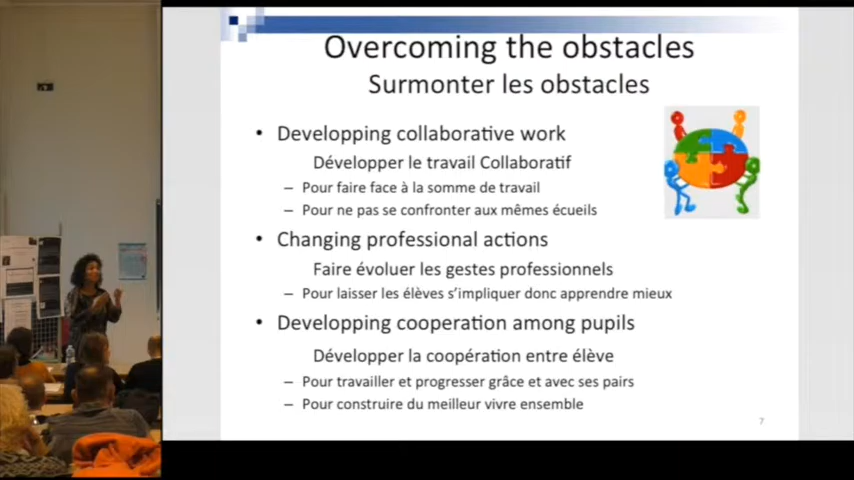 Overcoming the obstacles
Surmonter les obstacles
• Developping collaborative work
Développer le travail Collaboratif
– Pour faire face à la somme de travail
– Pour ne pas se confronter aux mêmes écueils
• Changing professional actions
Faire évoluer les gestes professionnels
– Pour laisser les élèves s'impliquer donc apprendre mieux
• Developping cooperation among pupils
Développer la coopération entre élève
– Pour travailler et progresser grâce et avec ses pairs
– Pour construire du meilleur vivre ensemble
7